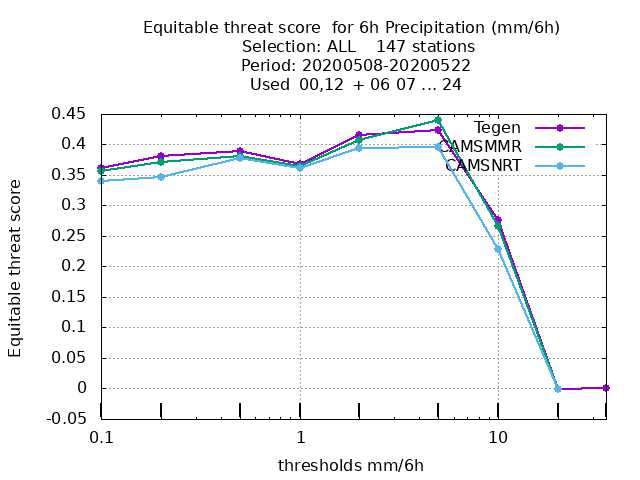 Equitable threat score  for 6h Precipitation (mm/6h)
Selection: ALL    147 stations
Period: 20200508-20200522
Used  00,12  + 06 07 ... 24
Tegen
CAMSMMR
CAMSNRT
Equitable threat score
0.45
0.4
0.35
0.3
0.25
0.2
0.15
0.1
0.05
0
-0.05
0.1
1
10
thresholds mm/6h